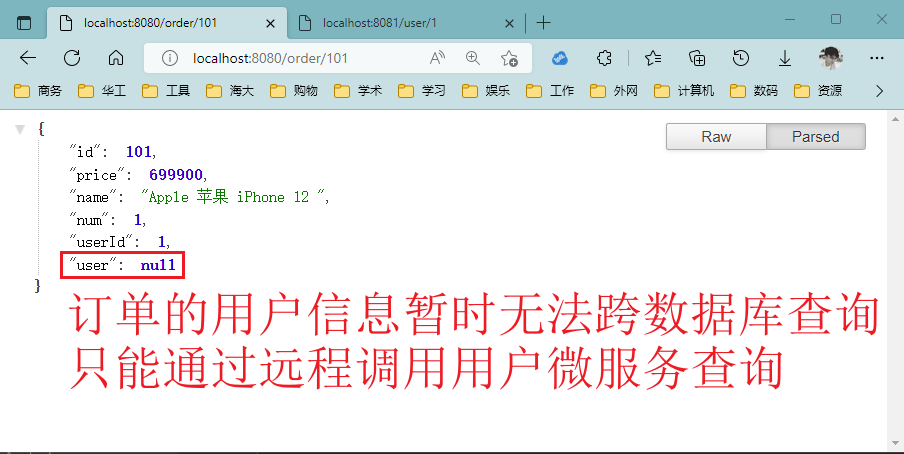 localhost:8080/order/101
localhost:8081/user/1
localhost:8080/order/101
商务 华工 工具 海大 购物 学术 学习 娱乐 工作 外网 计算机 数码 资源
Raw Parsed
{
"id": 101,
"price": 699900,
"name": "Apple 苹果 iPhone 12 ",
"num": 1,
"userId": 1,
"user": null
}
订单的用户信息暂时无法跨数据库查询
只能通过远程调用用户微服务查询